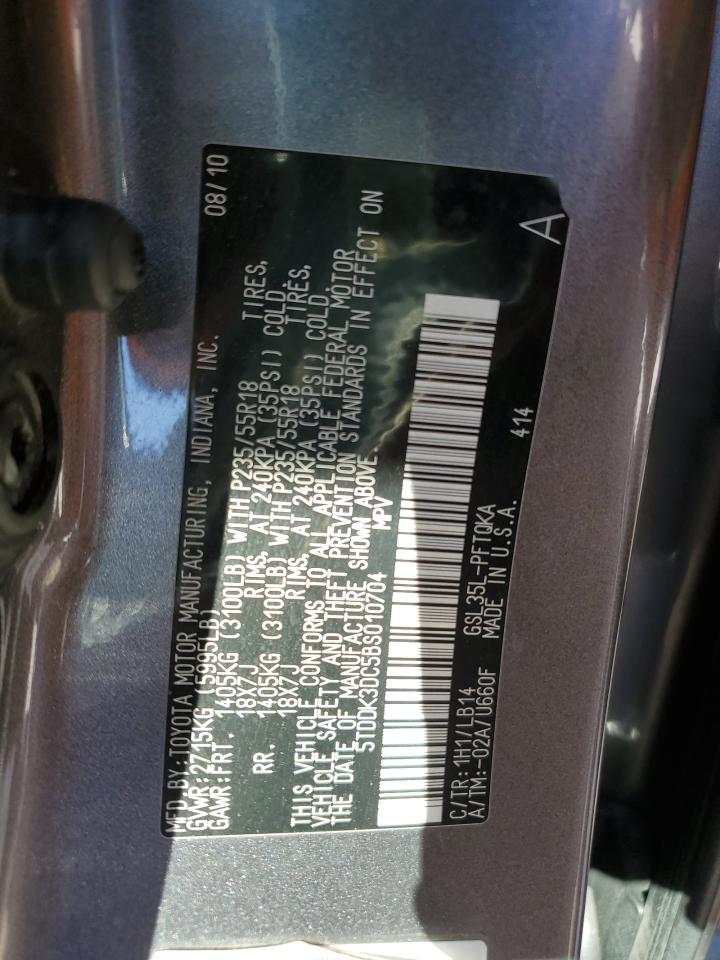 MFD.BY:TOYOTA MOTOR MANUFACTURING, INDIANA, INC. 08/10
GVWR:2715KG (5995LB)
GAWR:FRT. 1405KG (3100LB) WITH P235/55R18 TIRES,
18X7J RIMS, AT 240KPA (35PSI) COLD.
RR. 1405KG (3100LB) WITH P235/55R18 TIRES,
18X7J RIMS, AT 240KPA (35PSI) COLD.
THIS VEHICLE CONFORMS TO ALL APPLICABLE FEDERAL MOTOR
VEHICLE SAFETY AND THEFT PREVENTION STANDARDS IN EFFECT ON
THE DATE OF MANUFACTURE SHOWN ABOVE.
5TDDK3DC5BS010704 MPV
C/TR:1H1/LB14 GSL35L-PFTQKA 414
A/TM:-02A/U660F MADE IN U.S.A.
A